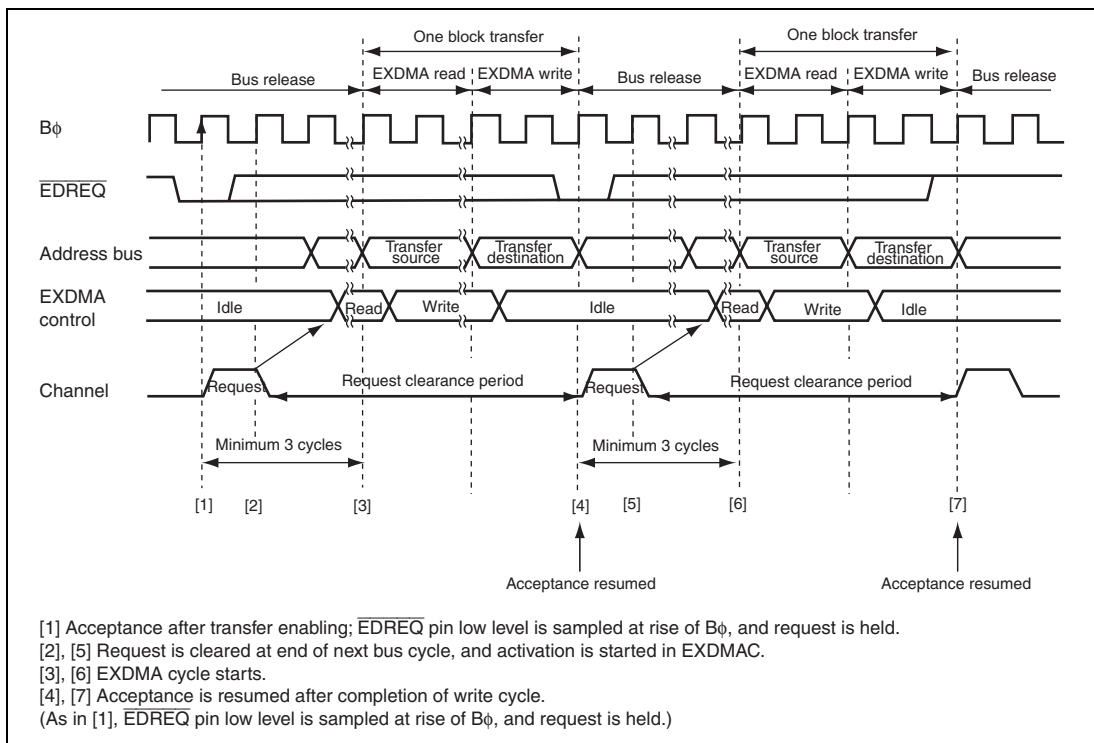 One block transfer
One block transfer
Bus release
EXDMA read
EXDMA write
Bus release
EXDMA read
EXDMA write
Bus release
Bφ
EDREQ
Address bus
Transfer source
Transfer destination
Transfer source
Transfer destination
EXDMA control
Idle
Read
Write
Idle
Read
Write
Idle
Channel
Request
Request clearance period
Request
Request clearance period
Minimum 3 cycles
Minimum 3 cycles
[1]
[2]
[3]
[4]
[5]
[6]
[7]
Acceptance resumed
Acceptance resumed
[1] Acceptance after transfer enabling; EDREQ pin low level is sampled at rise of Bφ, and request is held.
[2], [5] Request is cleared at end of next bus cycle, and activation is started in EXDMAC.
[3], [6] EXDMA cycle starts.
[4], [7] Acceptance is resumed after completion of write cycle.
(As in [1], EDREQ pin low level is sampled at rise of Bφ, and request is held.)